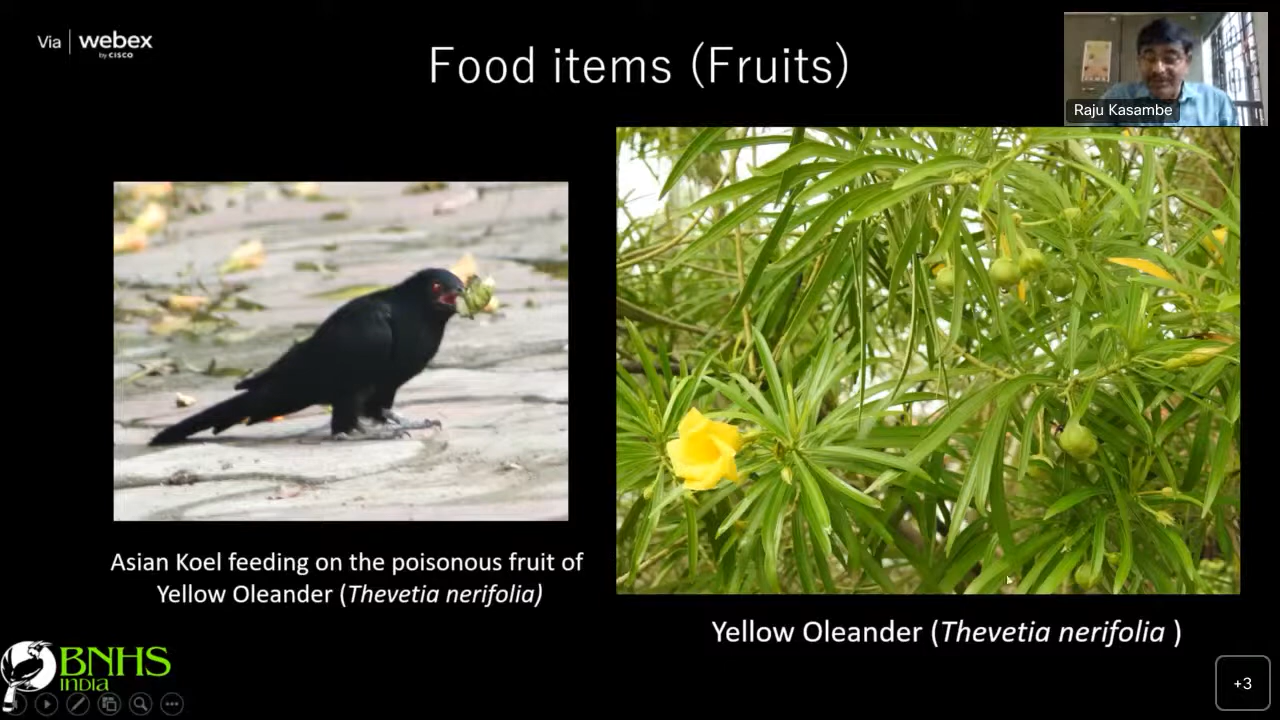 Via | webex
by CISCO
Food items (Fruits)
Raju Kasambe
Asian Koel feeding on the poisonous fruit of
Yellow Oleander (Thevetia nerifolia)
Yellow Oleander (Thevetia nerifolia )
BNHS
INDIA
+3